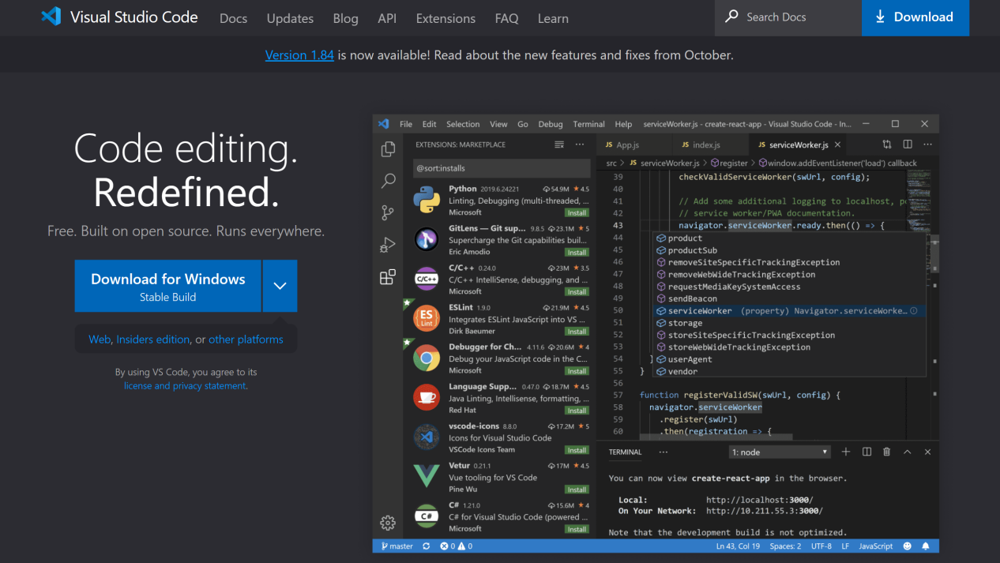 Visual Studio Code Docs Updates Blog API Extensions FAQ Learn Search Docs Download
Version 1.84 is now available! Read about the new features and fixes from October.
Code editing.
Redefined.
Free. Built on open source. Runs everywhere.
Download for Windows
Stable Build
Web, Insiders edition, or other platforms
By using VS Code, you agree to its
license and privacy statement.
File Edit Selection View Go Debug Terminal Help serviceWorker.js - create-react-app - Visual Studio Code - In...
EXTENSIONS: MARKETPLACE
@sort:installs
Python 2019.6.24221 54.9M 4.5
Linting, Debugging (multi-threaded, ...
Microsoft Install
GitLens — Git sup... 9.8.5 23.1M 5
Supercharge the Git capabilities buil...
Eric Amodio Install
C/C++
C/C++ 0.24.0 23M 3.5
C/C++ IntelliSense, debugging, and ...
Microsoft Install
ES
Lint
ESLint 1.9.0 21.9M 4.5
Integrates ESLint JavaScript into VS ...
Dirk Baeumer Install
Debugger for Ch... 4.11.6 20.6M 4
Debug your JavaScript code in the C...
Microsoft Install
Language Supp... 0.47.0 18.7M 4.5
Java Linting, Intellisense, formatting, ...
Red Hat Install
vscode-icons 8.8.0 17.2M 5
Icons for Visual Studio Code
VSCode Icons Team Install
Vetur 0.21.1 17M 4.5
Vue tooling for VS Code
Pine Wu Install
C#
C# 1.21.0 15.6M 4
C# for Visual Studio Code (powered ...
Microsoft Install
JS App.js JS index.js JS serviceWorker.js
src > JS serviceWorker.js > register > window.addEventListener('load') callback
39 checkValidServiceWorker(swUrl, config);
40
41 // Add some additional logging to localhost, po
42 // service worker/PWA documentation.
43 navigator.serviceWorker.ready.then(() => {
44 product
45 productSub
46 removeSiteSpecificTrackingException
47 removeWebWideTrackingException
48 requestMediaKeySystemAccess
49 sendBeacon
50 serviceWorker (property) Navigator.serviceWorke...
51 storage
52 storeSiteSpecificTrackingException
53 storeWebWideTrackingException
54 } userAgent
55 } vendor
56
57 function registerValidSW(swUrl, config) {
58 navigator.serviceWorker
59 .register(swUrl)
60 .then(registration => {
TERMINAL ... 1: node
You can now view create-react-app in the browser.
Local: http://localhost:3000/
On Your Network: http://10.211.55.3:3000/
Note that the development build is not optimized.
master 0 0 Ln 43, Col 19 Spaces: 2 UTF-8 LF JavaScript